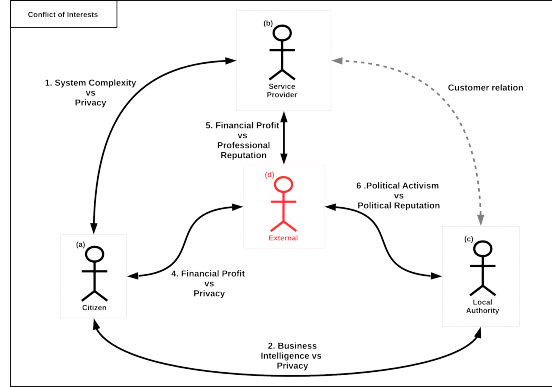 Conflict of Interests
(b)
Service
Provider
1. System Complexity
vs
Privacy
Customer relation
5. Financial Profit
vs
Professional
Reputation
(d)
External
6 .Political Activism
vs
Political Reputation
(a)
Citizen
(c)
Local
Authority
4. Financial Profit
vs
Privacy
2. Business
Intelligence vs
Privacy